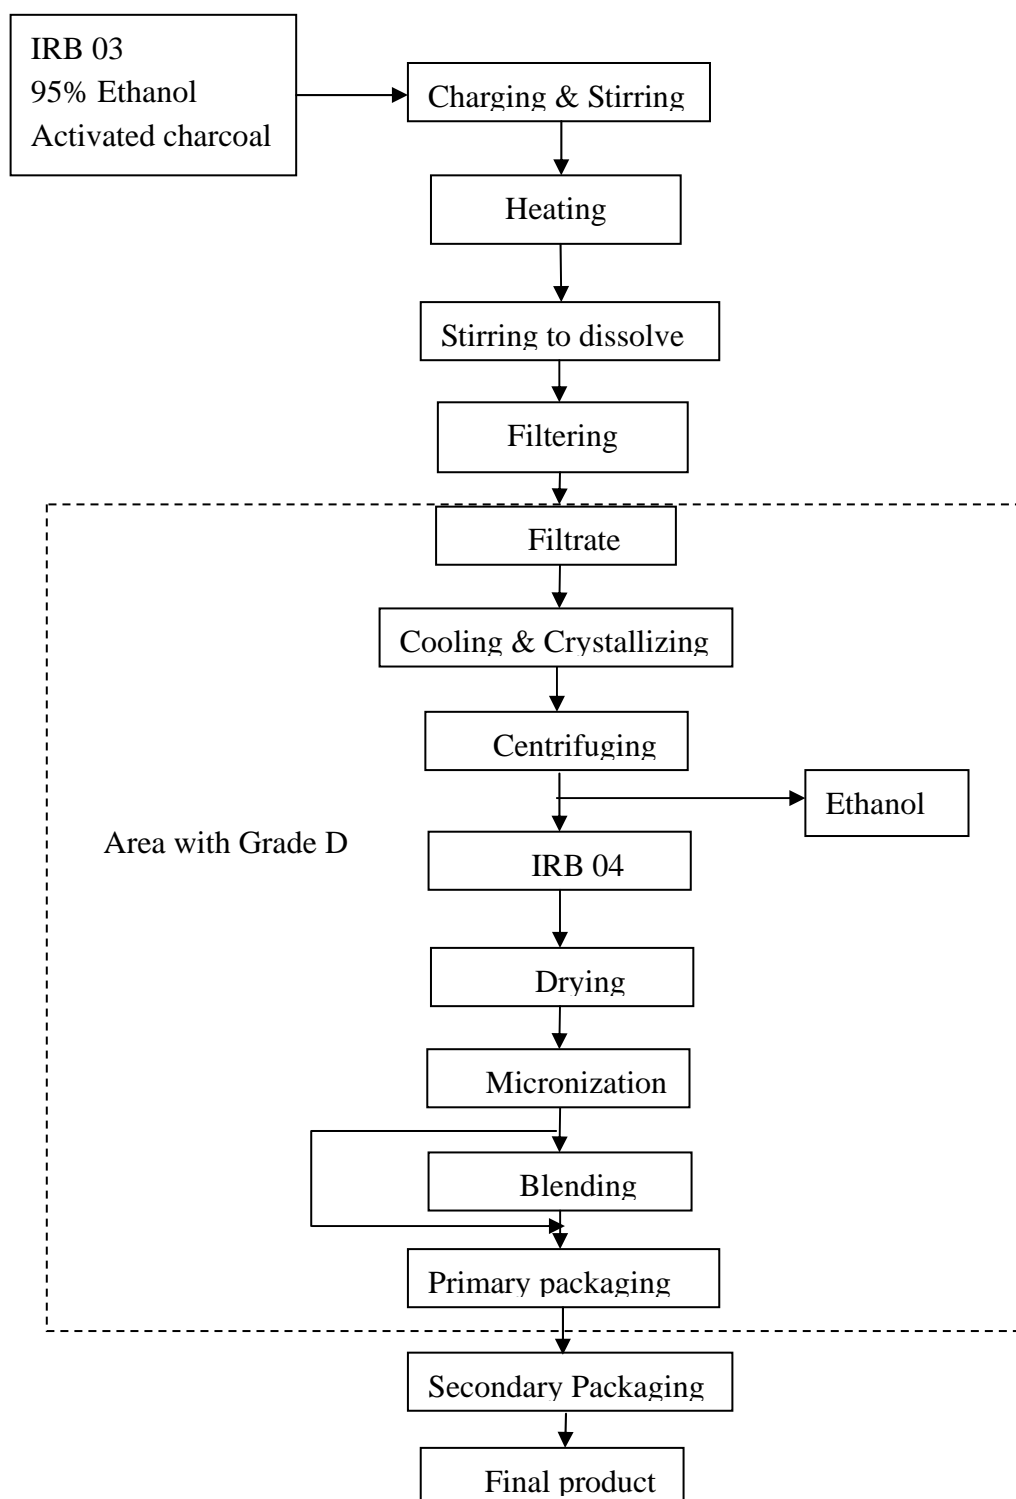 IRB 03
95% Ethanol
Activated charcoal
Charging & Stirring
Heating
Stirring to dissolve
Filtering
Filtrate
Cooling & Crystallizing
Centrifuging
Ethanol
Area with Grade D
IRB 04
Drying
Micronization
Blending
Primary packaging
Secondary Packaging
Final product